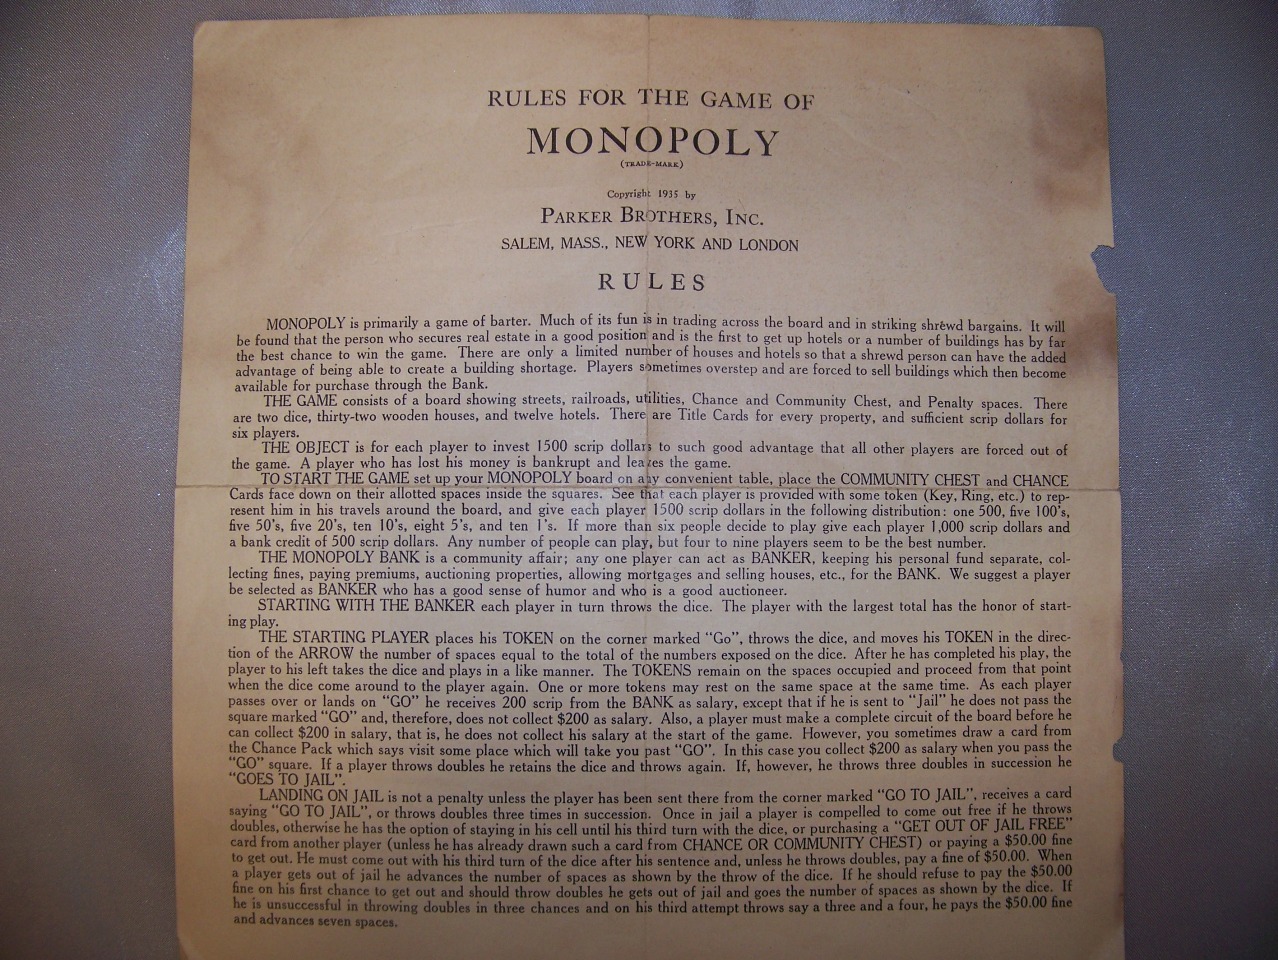 RULES FOR THE GAME OF
MONOPOLY
(TRADE-MARK)
Copyright 1935 by
PARKER BROTHERS, INC.
SALEM, MASS., NEW YORK AND LONDON
RULES
MONOPOLY is primarily a game of barter. Much of its fun is in trading across the board and in striking shrewd bargains. It will
be found that the person who secures real estate in a good position and is the first to get up hotels or a number of buildings has by far
the best chance to win the game. There are only a limited number of houses and hotels so that a shrewd person can have the added
advantage of being able to create a building shortage. Players sometimes overstep and are forced to sell buildings which then become
available for purchase through the Bank.
THE GAME consists of a board showing streets, railroads, utilities, Chance and Community Chest, and Penalty spaces. There
are two dice, thirty-two wooden houses, and twelve hotels. There are Title Cards for every property, and sufficient scrip dollars for
six players.
THE OBJECT is for each player to invest 1500 scrip dollars to such good advantage that all other players are forced out of
the game. A player who has lost his money is bankrupt and leaves the game.
TO START THE GAME set up your MONOPOLY board on any convenient table, place the COMMUNITY CHEST and CHANCE
Cards face down on their allotted spaces inside the squares. See that each player is provided with some token (Key, Ring, etc.) to rep-
resent him in his travels around the board, and give each player 1500 scrip dollars in the following distribution: one 500, five 100's,
five 50's, five 20's, ten 10's, eight 5's, and ten 1's. If more than six people decide to play give each player 1,000 scrip dollars and
a bank credit of 500 scrip dollars. Any number of people can play, but four to nine players seem to be the best number.
THE MONOPOLY BANK is a community affair; any one player can act as BANKER, keeping his personal fund separate, col-
lecting fines, paying premiums, auctioning properties, allowing mortgages and selling houses, etc., for the BANK. We suggest a player
be selected as BANKER who has a good sense of humor and who is a good auctioneer.
STARTING WITH THE BANKER each player in turn throws the dice. The player with the largest total has the honor of start-
ing play.
THE STARTING PLAYER places his TOKEN on the corner marked "Go", throws the dice, and moves his TOKEN in the direc-
tion of the ARROW the number of spaces equal to the total of the numbers exposed on the dice. After he has completed his play, the
player to his left takes the dice and plays in a like manner. The TOKENS remain on the spaces occupied and proceed from that point
when the dice come around to the player again. One or more tokens may rest on the same space at the same time. As each player
passes over or lands on "GO" he receives 200 scrip from the BANK as salary, except that if he is sent to "Jail" he does not pass the
square marked "GO" and, therefore, does not collect $200 as salary. Also, a player must make a complete circuit of the board before he
can collect $200 in salary, that is, he does not collect his salary at the start of the game. However, you sometimes draw a card from
the Chance Pack which says visit some place which will take you past "GO". In this case you collect $200 as salary when you pass the
"GO" square. If a player throws doubles he retains the dice and throws again. If, however, he throws three doubles in succession he
"GOES TO JAIL".
LANDING ON JAIL is not a penalty unless the player has been sent there from the corner marked "GO TO JAIL", receives a card
saying "GO TO JAIL", or throws doubles three times in succession. Once in jail a player is compelled to come out free if he throws
doubles, otherwise he has the option of staying in his cell until his third turn with the dice, or purchasing a "GET OUT OF JAIL FREE"
card from another player (unless he has already drawn such a card from CHANCE OR COMMUNITY CHEST) or paying a $50.00 fine
to get out. He must come out with his third turn of the dice after his sentence and, unless he throws doubles, pay a fine of $50.00. When
a player gets out of jail he advances the number of spaces as shown by the throw of the dice. If he should refuse to pay the $50.00
fine on his first chance to get out and should throw doubles he gets out of jail and goes the number of spaces as shown by the dice. If
he is unsuccessful in throwing doubles in three chances and on his third attempt throws say a three and a four, he pays the $50.00 fine
and advances seven spaces.